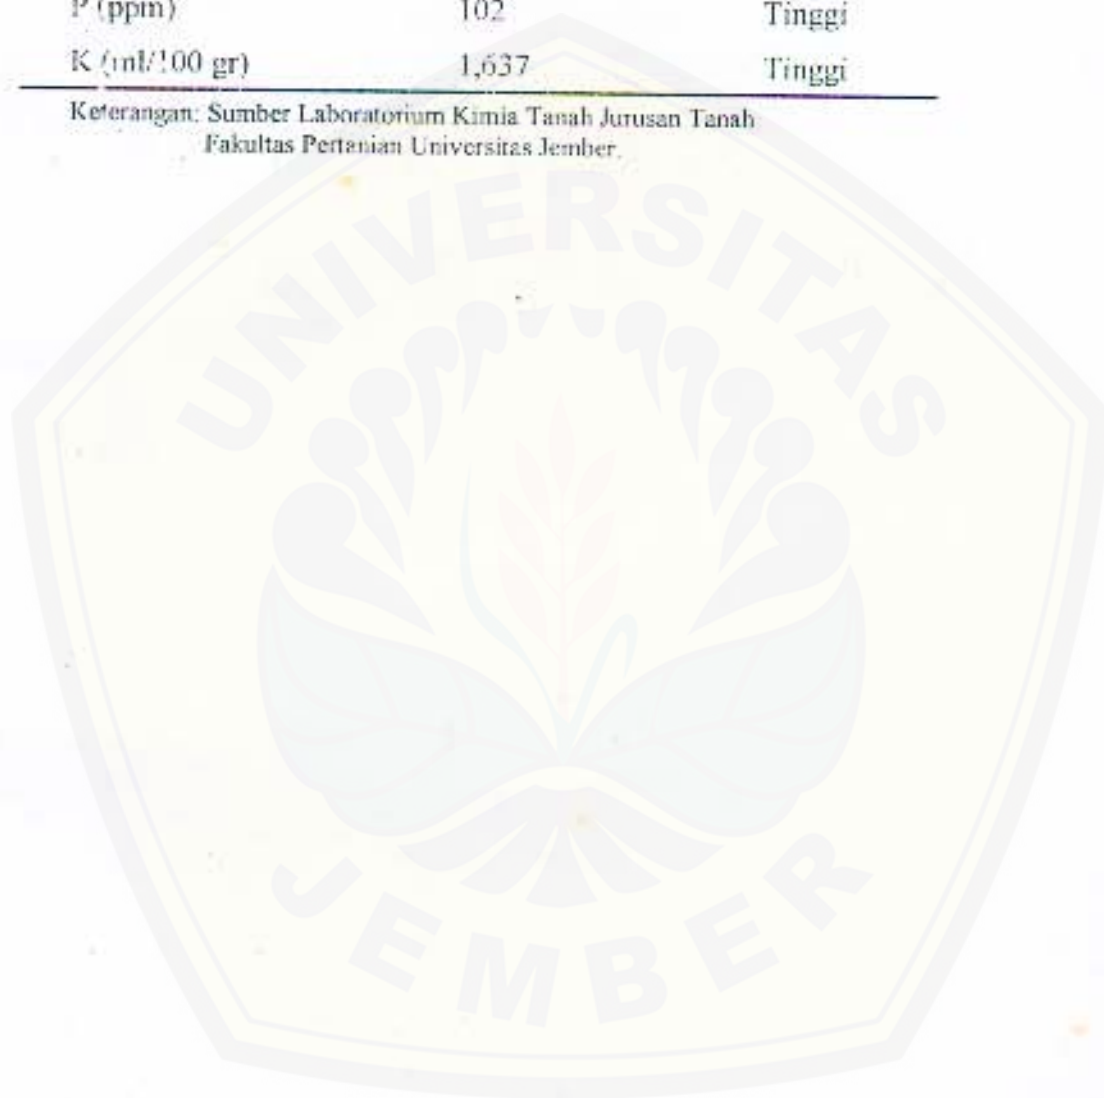 P (ppm) 102 Tinggi
K (ml/100 gr) 1,637 Tinggi
Keterangan: Sumber Laboratorium Kimia Tanah Jurusan Tanah
Fakultas Pertanian Universitas Jember.
UNIVERSITAS
JEMBER